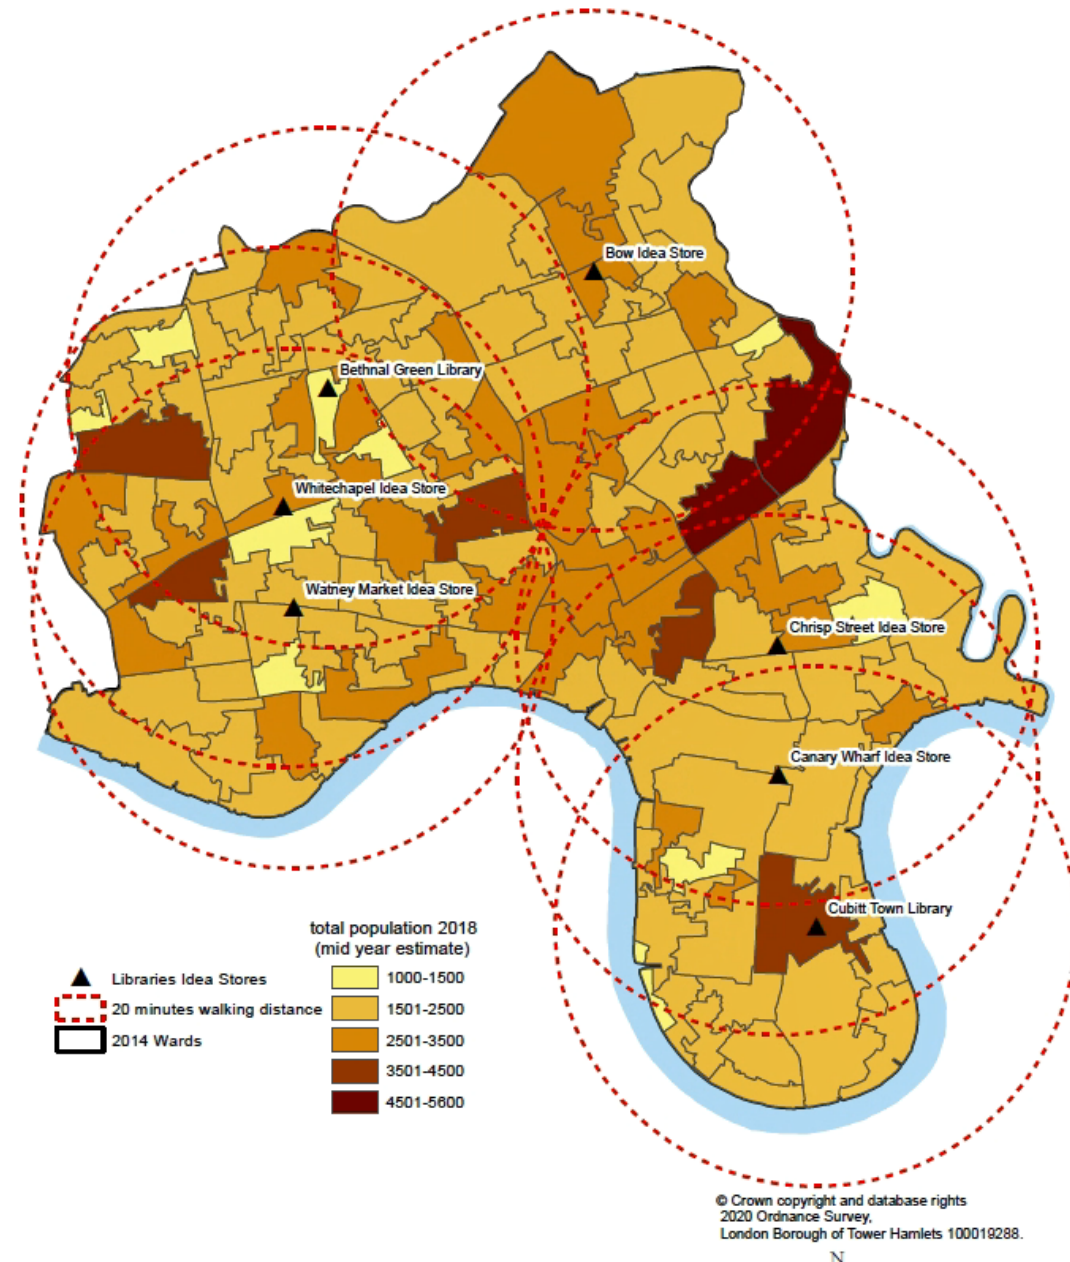 Bow Idea Store
Bethnal Green Library
Whitechapel Idea Store
Watney Market Idea Store
Chrisp Street Idea Store
Canary Wharf Idea Store
Cubitt Town Library
total population 2018
(mid year estimate)
Libraries Idea Stores
20 minutes walking distance
2014 Wards
1000-1500
1501-2500
2501-3500
3501-4500
4501-5600
© Crown copyright and database rights
2020 Ordnance Survey,
London Borough of Tower Hamlets 100019288.
N